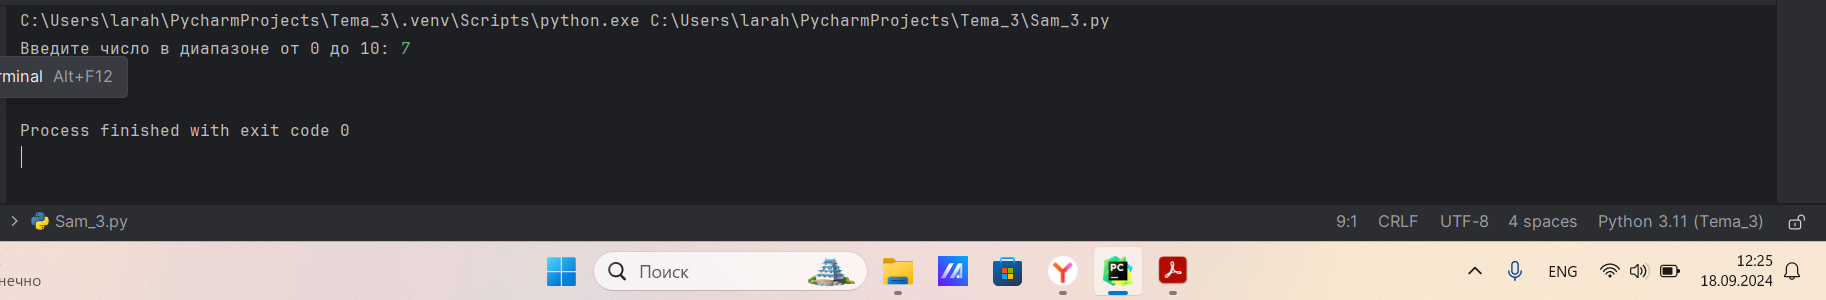 C:\Users\larah\PycharmProjects\Tema_3\.venv\Scripts\python.exe C:\Users\larah\PycharmProjects\Tema_3\Sam_3.py
Введите число в диапазоне от 0 до 10: 7
rminal Alt+F12
Process finished with exit code 0
Sam_3.py 9:1 CRLF UTF-8 4 spaces Python 3.11 (Tema_3)
Поиск PC ENG 12:25
нечно 18.09.2024